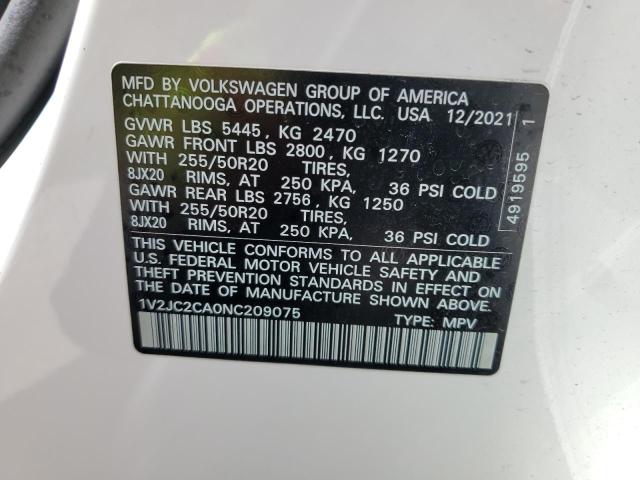 MFD BY VOLKSWAGEN GROUP OF AMERICA
CHATTANOOGA OPERATIONS, LLC. USA 12/2021
GVWR LBS 5445, KG 2470
GAWR FRONT LBS 2800, KG 1270
WITH 255/50R20 TIRES,
8JX20 RIMS, AT 250 KPA, 36 PSI COLD
GAWR REAR LBS 2756, KG 1250
WITH 255/50R20 TIRES,
8JX20 RIMS, AT 250 KPA, 36 PSI COLD
THIS VEHICLE CONFORMS TO ALL APPLICABLE
U.S. FEDERAL MOTOR VEHICLE SAFETY AND
THEFT PREVENTION STANDARDS IN EFFECT ON
THE DATE OF MANUFACTURE SHOWN ABOVE.
1V2JC2CA0NC209075 TYPE: MPV
4919595 1